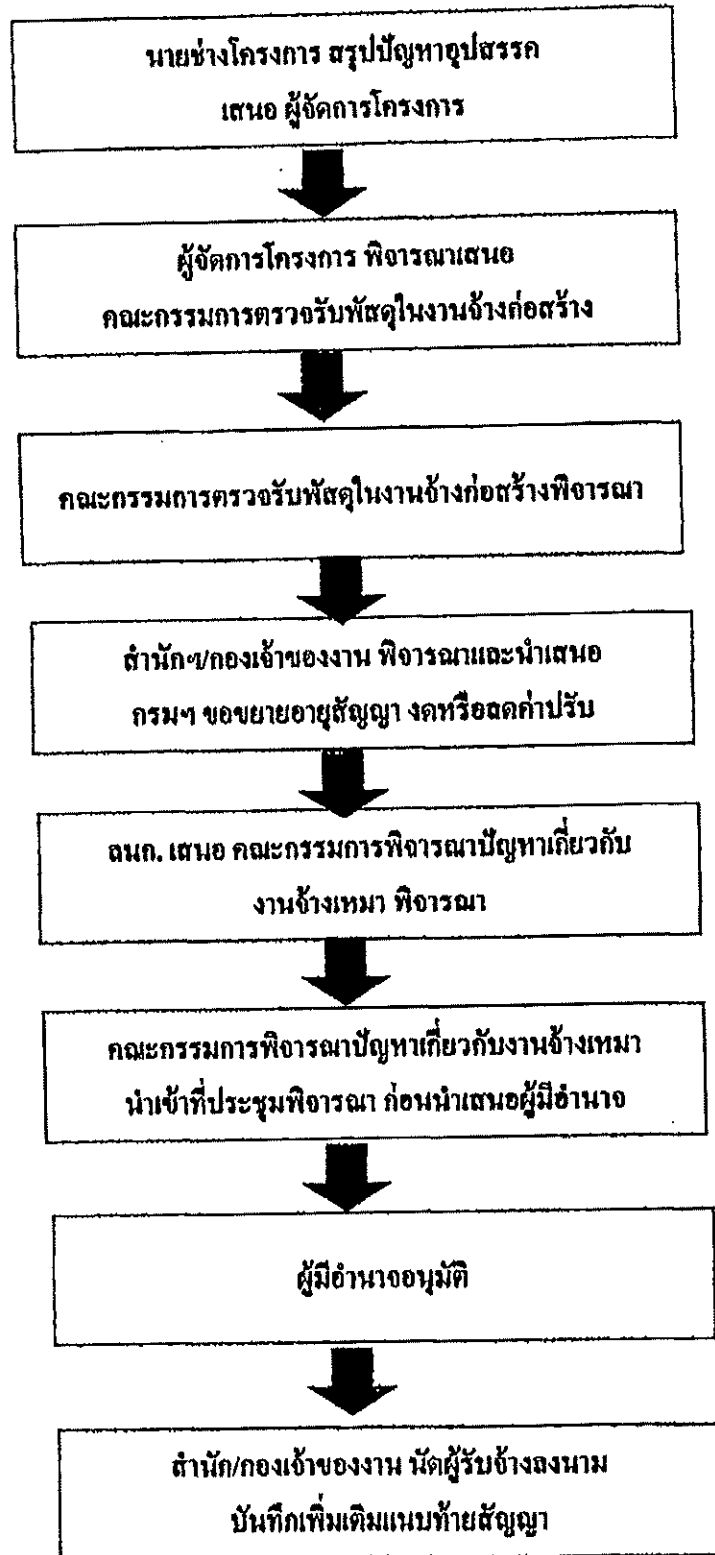 นายช่างโครงการ สรุปปัญหาอุปสรรค
เสนอ ผู้จัดการโครงการ
ผู้จัดการโครงการ พิจารณาเสนอ
คณะกรรมการตรวจรับพัสดุในงานจ้างก่อสร้าง
คณะกรรมการตรวจรับพัสดุในงานจ้างก่อสร้างพิจารณา
สำนักฯ/กองเจ้าของงาน พิจารณาและนำเสนอ
กรมฯ ขอขยายอายุสัญญา งดหรือลดค่าปรับ
ลนก. เสนอ คณะกรรมการพิจารณาปัญหาเกี่ยวกับ
งานจ้างเหมา พิจารณา
คณะกรรมการพิจารณาปัญหาเกี่ยวกับงานจ้างเหมา
นำเข้าที่ประชุมพิจารณา ก่อนนำเสนอผู้มีอำนาจ
ผู้มีอำนาจอนุมัติ
สำนัก/กองเจ้าของงาน นัดผู้รับจ้างลงนาม
บันทึกเพิ่มเติมแนบท้ายสัญญา